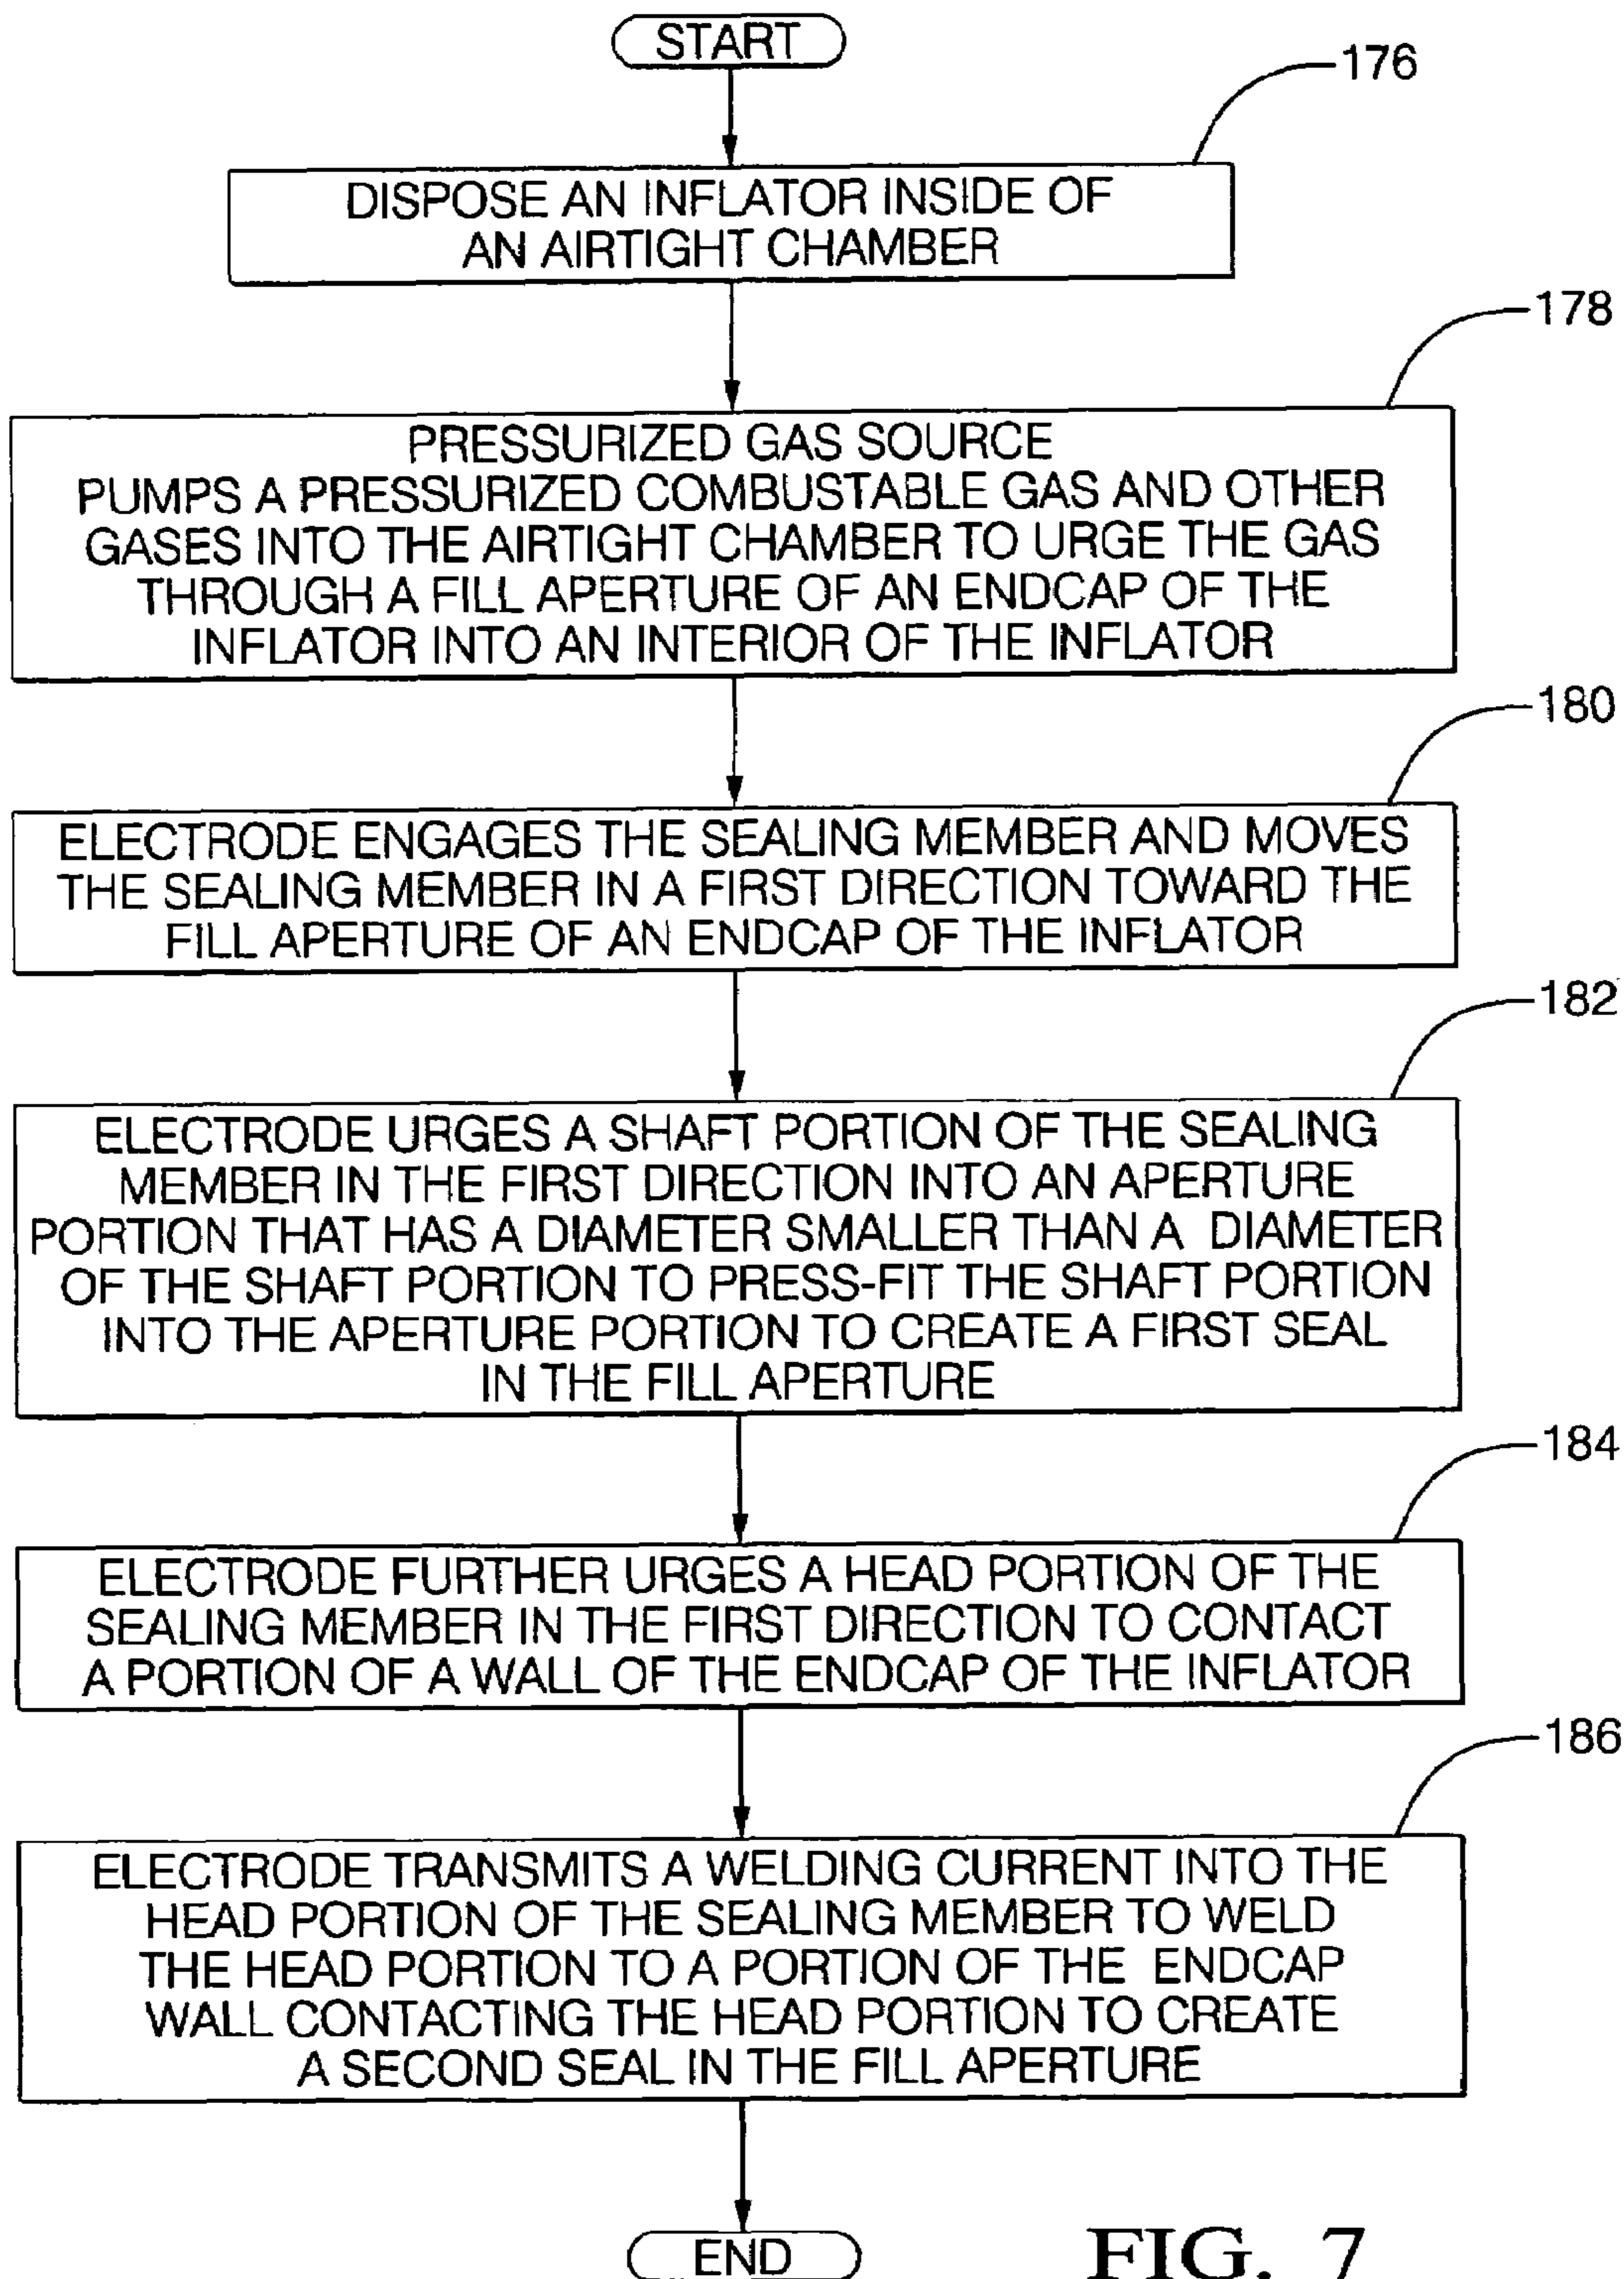 START
176
DISPOSE AN INFLATOR INSIDE OF
AN AIRTIGHT CHAMBER
178
PRESSURIZED GAS SOURCE
PUMPS A PRESSURIZED COMBUSTABLE GAS AND OTHER
GASES INTO THE AIRTIGHT CHAMBER TO URGE THE GAS
THROUGH A FILL APERTURE OF AN ENDCAP OF THE
INFLATOR INTO AN INTERIOR OF THE INFLATOR
180
ELECTRODE ENGAGES THE SEALING MEMBER AND MOVES
THE SEALING MEMBER IN A FIRST DIRECTION TOWARD THE
FILL APERTURE OF AN ENDCAP OF THE INFLATOR
182
ELECTRODE URGES A SHAFT PORTION OF THE SEALING
MEMBER IN THE FIRST DIRECTION INTO AN APERTURE
PORTION THAT HAS A DIAMETER SMALLER THAN A DIAMETER
OF THE SHAFT PORTION TO PRESS-FIT THE SHAFT PORTION
INTO THE APERTURE PORTION TO CREATE A FIRST SEAL
IN THE FILL APERTURE
184
ELECTRODE FURTHER URGES A HEAD PORTION OF THE
SEALING MEMBER IN THE FIRST DIRECTION TO CONTACT
A PORTION OF A WALL OF THE ENDCAP OF THE INFLATOR
186
ELECTRODE TRANSMITS A WELDING CURRENT INTO THE
HEAD PORTION OF THE SEALING MEMBER TO WELD
THE HEAD PORTION TO A PORTION OF THE ENDCAP
WALL CONTACTING THE HEAD PORTION TO CREATE
A SECOND SEAL IN THE FILL APERTURE
END
FIG. 7